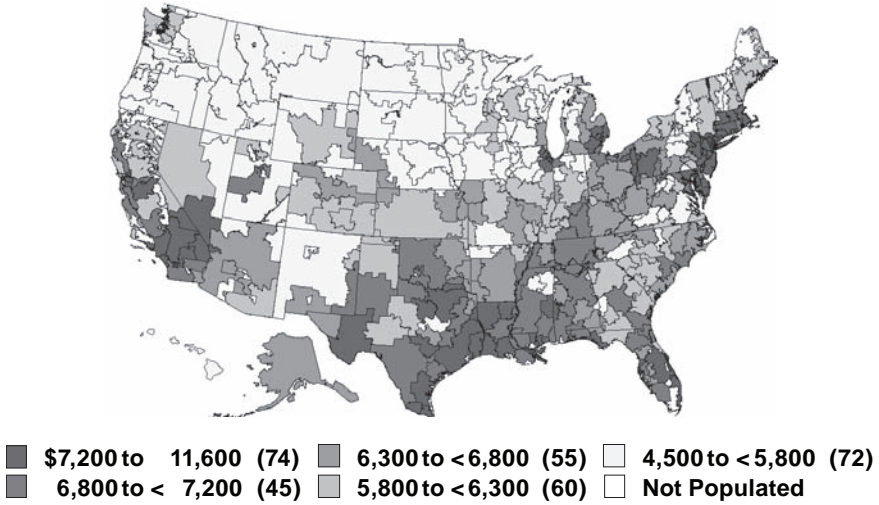 $7,200 to 11,600 (74) 6,300 to < 6,800 (55) 4,500 to < 5,800 (72)
6,800 to < 7,200 (45) 5,800 to < 6,300 (60) Not Populated